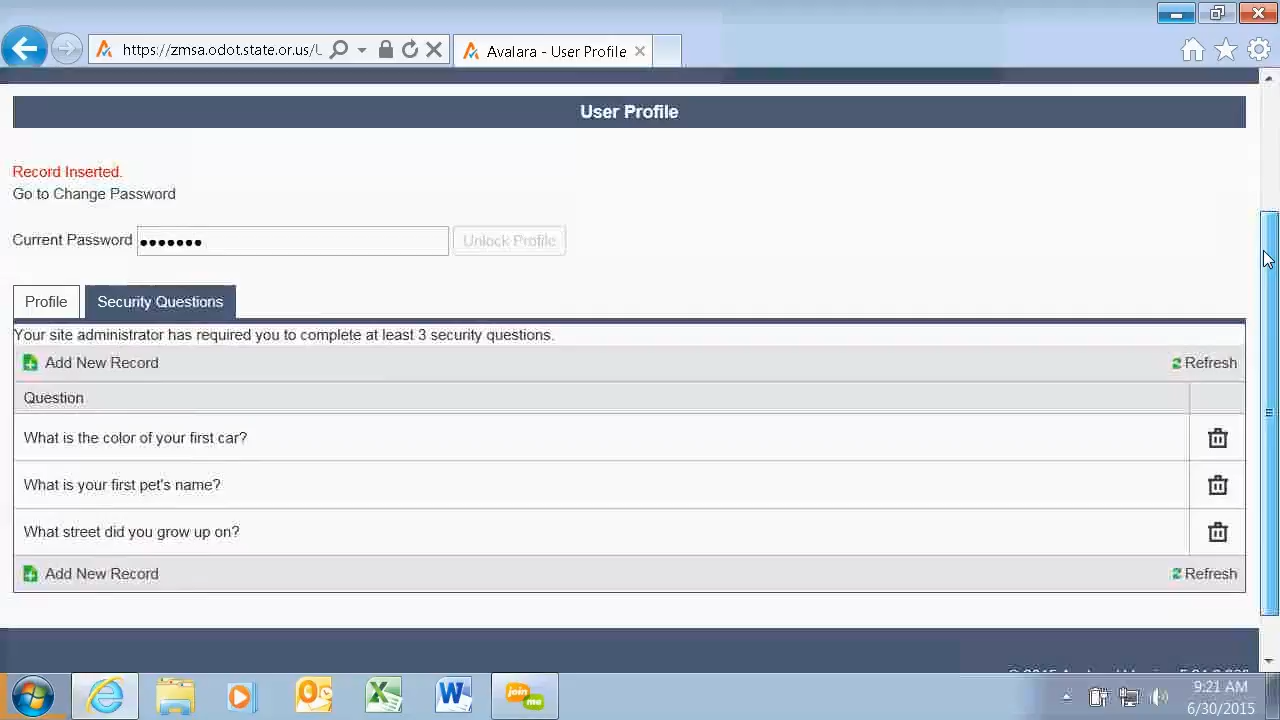 https://zmsa.odot.state.or.us/
Avalara - User Profile
User Profile
Record Inserted.
Go to Change Password
Current Password
Unlock Profile
Profile
Security Questions
Your site administrator has required you to complete at least 3 security questions.
Add New Record
Refresh
Question
What is the color of your first car?
What is your first pet's name?
What street did you grow up on?
Add New Record
Refresh
join
me
9:21 AM
6/30/2015